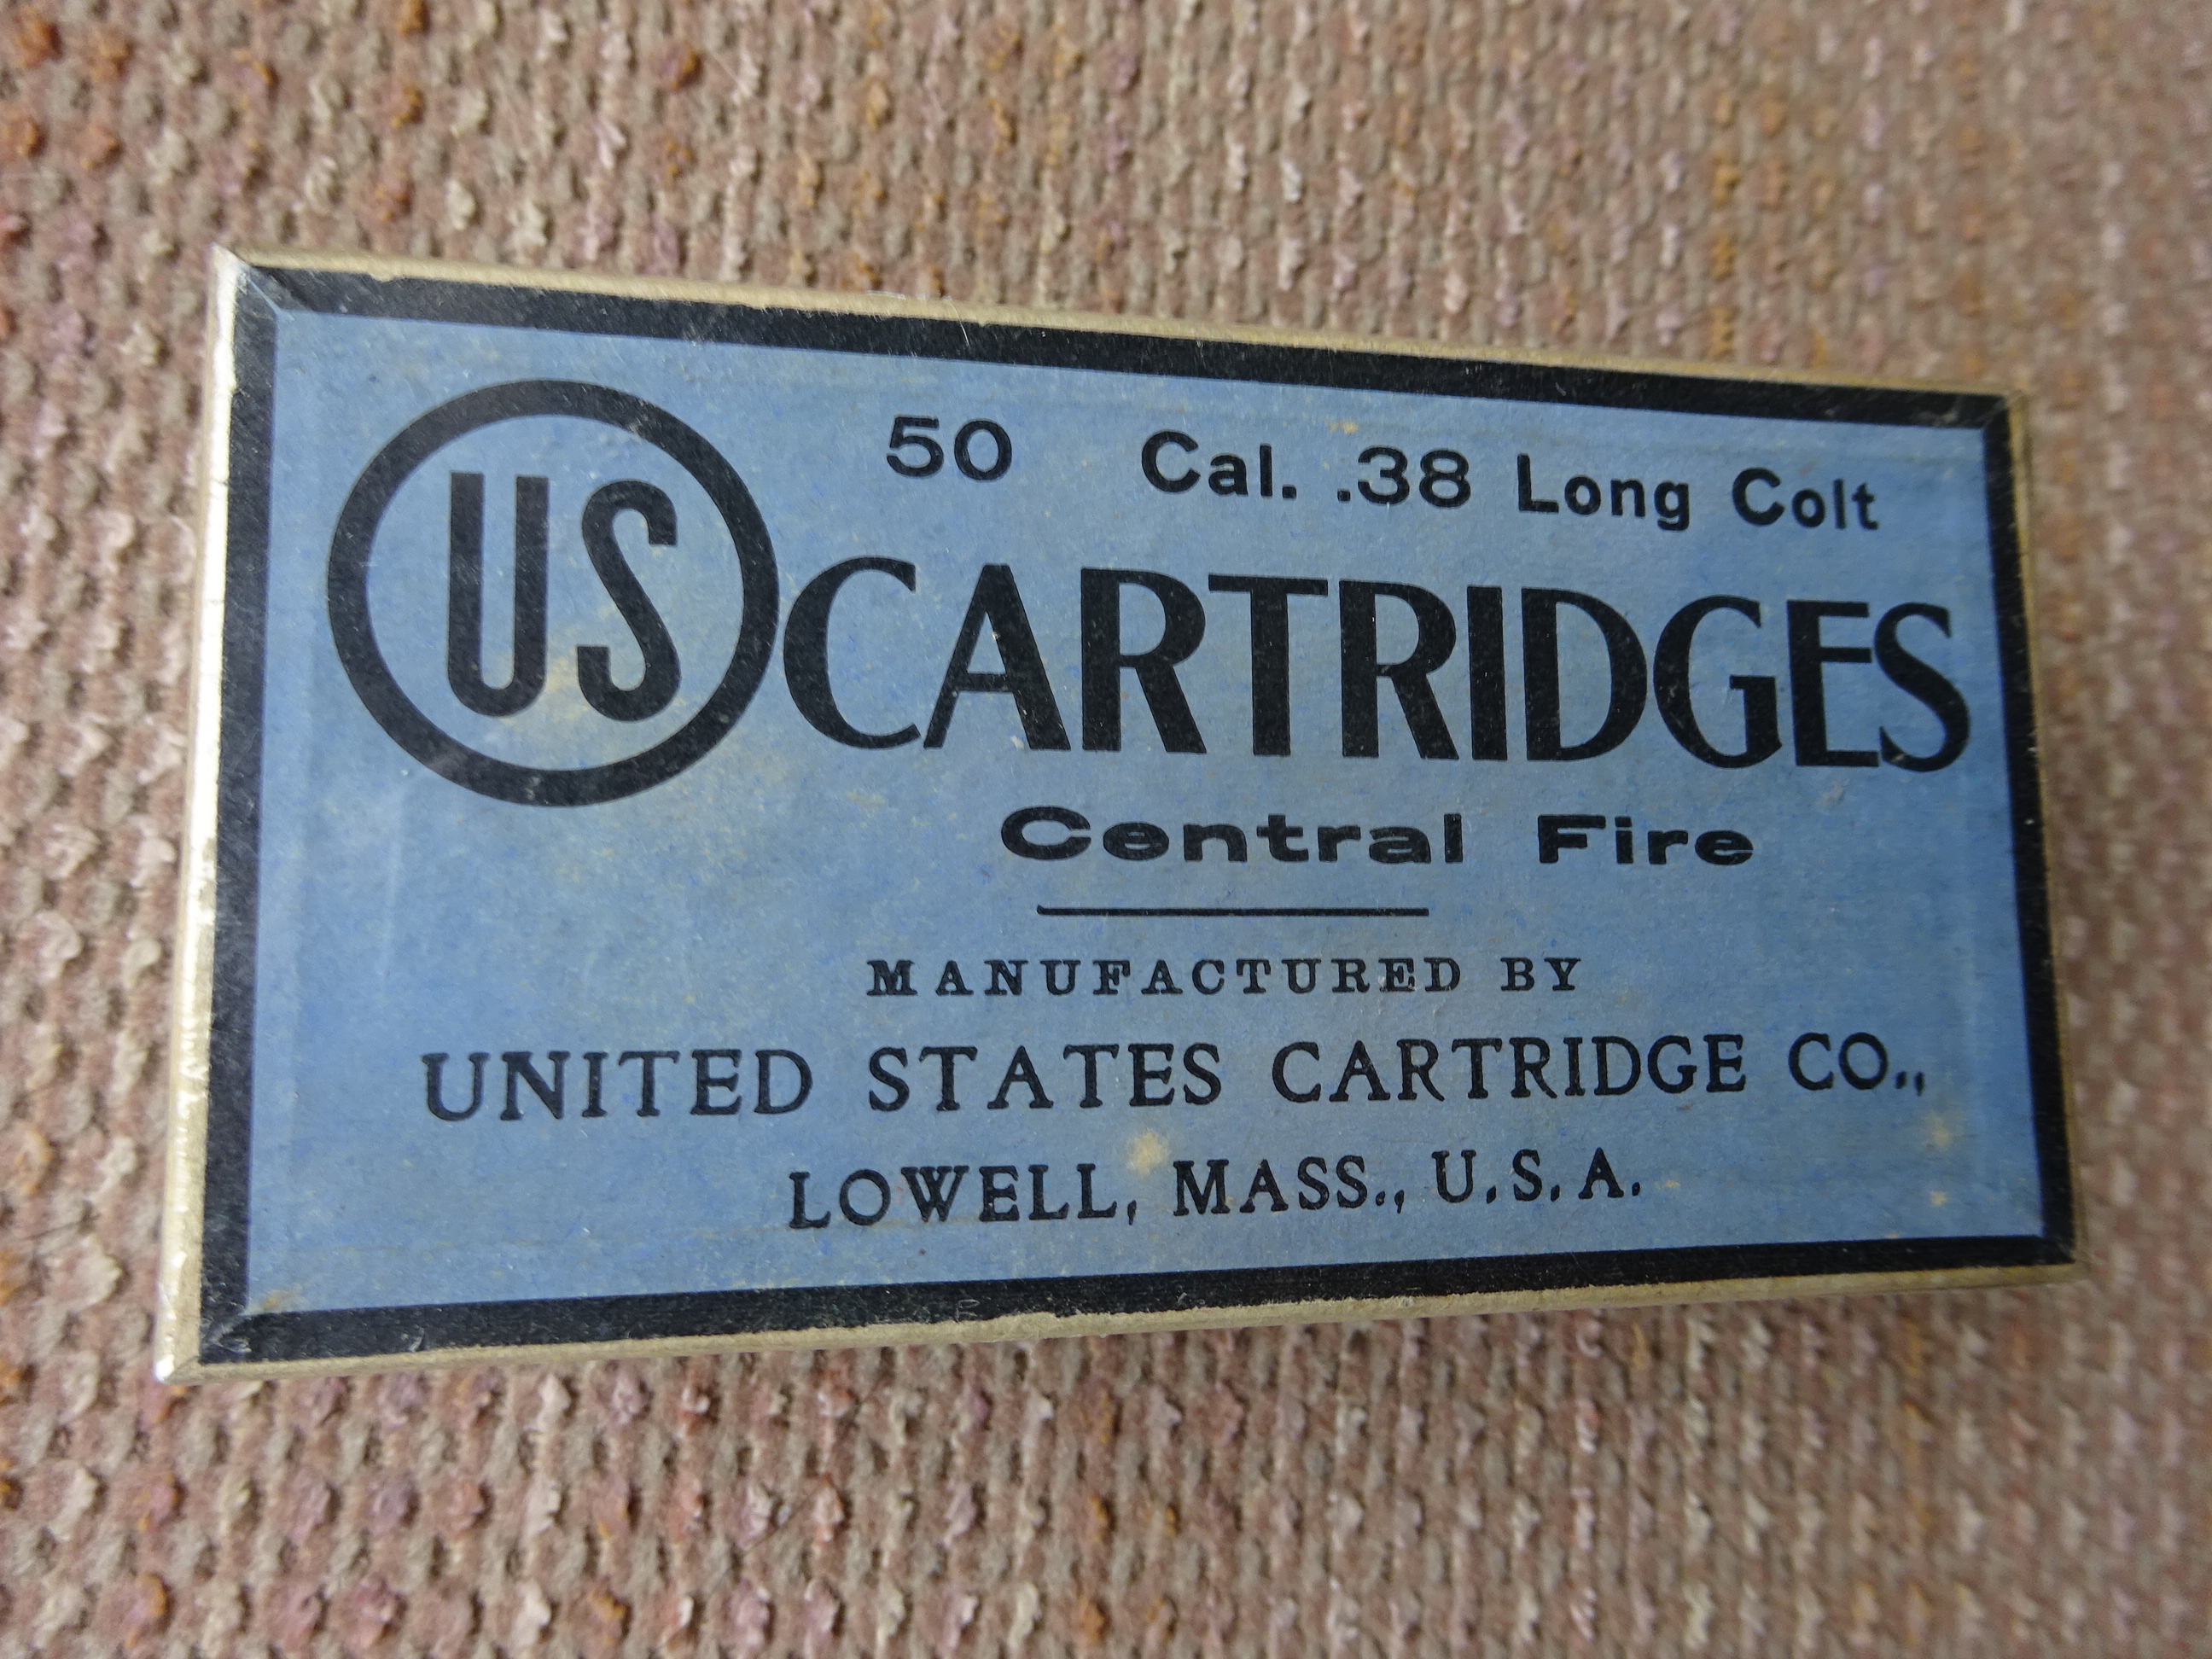 50 Cal. .38 Long Colt
US CARTRIDGES
Central Fire
MANUFACTURED BY
UNITED STATES CARTRIDGE CO.,
LOWELL, MASS., U.S.A.